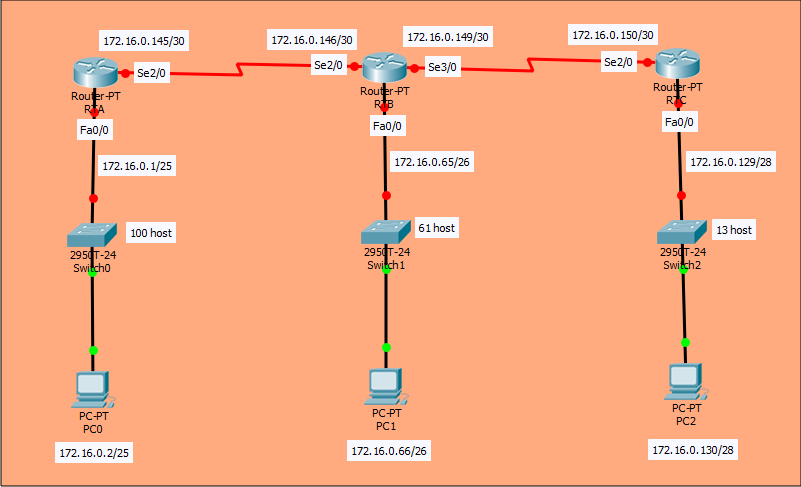 172.16.0.145/30
172.16.0.146/30
172.16.0.149/30
172.16.0.150/30
Se2/0
Se2/0
Se3/0
Se2/0
Router-PT
RTA
Router-PT
RTB
Router-PT
RTC
Fa0/0
Fa0/0
Fa0/0
172.16.0.1/25
172.16.0.65/26
172.16.0.129/28
100 host
61 host
13 host
2950T-24
Switch0
2950T-24
Switch1
2950T-24
Switch2
PC-PT
PC0
PC-PT
PC1
PC-PT
PC2
172.16.0.2/25
172.16.0.66/26
172.16.0.130/28